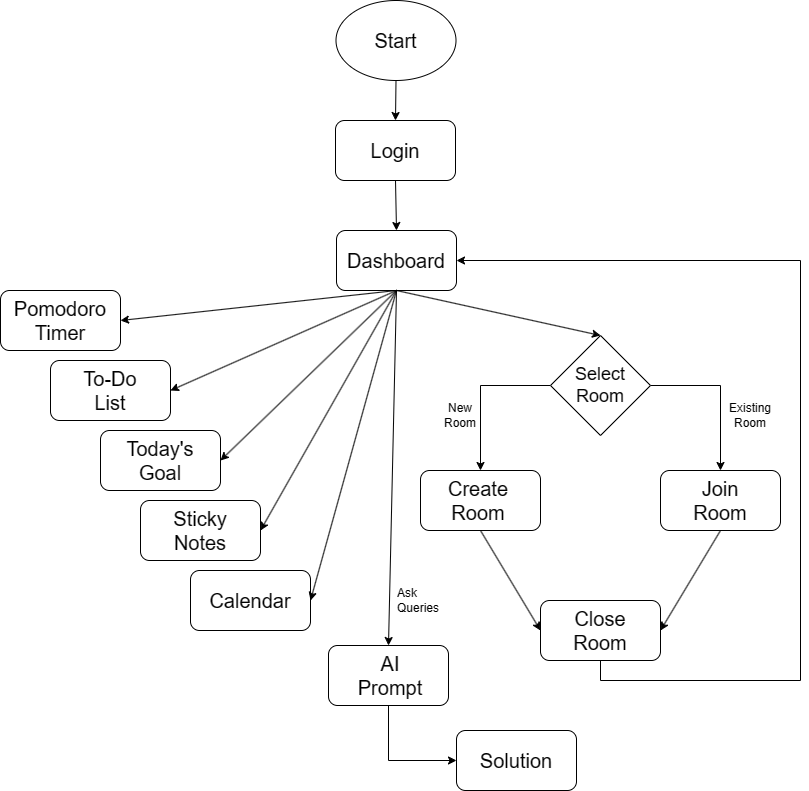 Start
Login
Dashboard
Pomodoro
Timer
To-Do
List
Today's
Goal
Sticky
Notes
Calendar
Select
Room
New
Room
Existing
Room
Create
Room
Join
Room
Ask
Queries
Close
Room
AI
Prompt
Solution